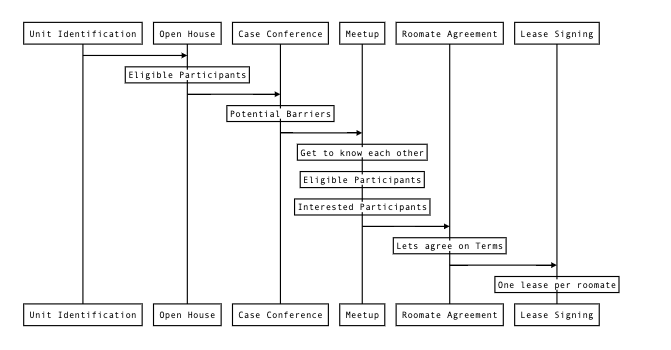 Unit Identification
Open House
Case Conference
Meetup
Roomate Agreement
Lease Signing
Eligible Participants
Potential Barriers
Get to know each other
Eligible Participants
Interested Participants
Lets agree on Terms
One lease per roomate
Unit Identification
Open House
Case Conference
Meetup
Roomate Agreement
Lease Signing